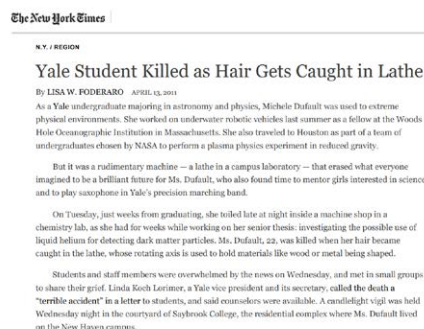 The New York Times
N.Y. / REGION
Yale Student Killed as Hair Gets Caught in Lathe
By LISA W. FODERARO APRIL 13, 2011
As a Yale undergraduate majoring in astronomy and physics, Michele Dufault was used to extreme
physical environments. She worked on underwater robotic vehicles last summer as a fellow at the Woods
Hole Oceanographic Institution in Massachusetts. She also traveled to Houston as part of a team of
undergraduates chosen by NASA to perform a plasma physics experiment in reduced gravity.
But it was a rudimentary machine — a lathe in a campus laboratory — that erased what everyone
imagined to be a brilliant future for Ms. Dufault, who also found time to mentor girls interested in science
and to play saxophone in Yale's precision marching band.
On Tuesday, just weeks from graduating, she toiled late at night inside a machine shop in a
chemistry lab, as she had for weeks while working on her senior thesis: investigating the possible use of
liquid helium for detecting dark matter particles. Ms. Dufault, 22, was killed when her hair became
caught in the lathe, whose rotating axis is used to hold materials like wood or metal being shaped.
Students and staff members were overwhelmed by the news on Wednesday, and met in small groups
to share their grief. Linda Koch Lorimer, a Yale vice president and its secretary, called the death a
"terrible accident" in a letter to students, and said counselors were available. A candlelight vigil was held
Wednesday night in the courtyard of Saybrook College, the residential complex where Ms. Dufault lived
on the New Haven campus.